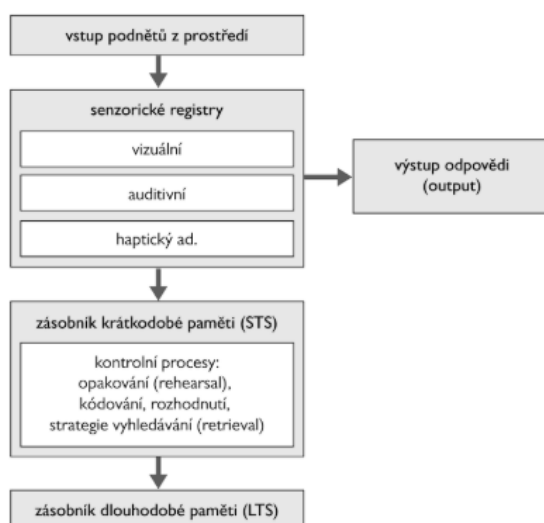 vstup podnětů z prostředí
senzorické registry
vizuální
auditivní
haptický ad.
výstup odpovědi
(output)
zásobník krátkodobé paměti (STS)
kontrolní procesy:
opakování (rehearsal),
kódování, rozhodnutí,
strategie vyhledávání (retrieval)
zásobník dlouhodobé paměti (LTS)